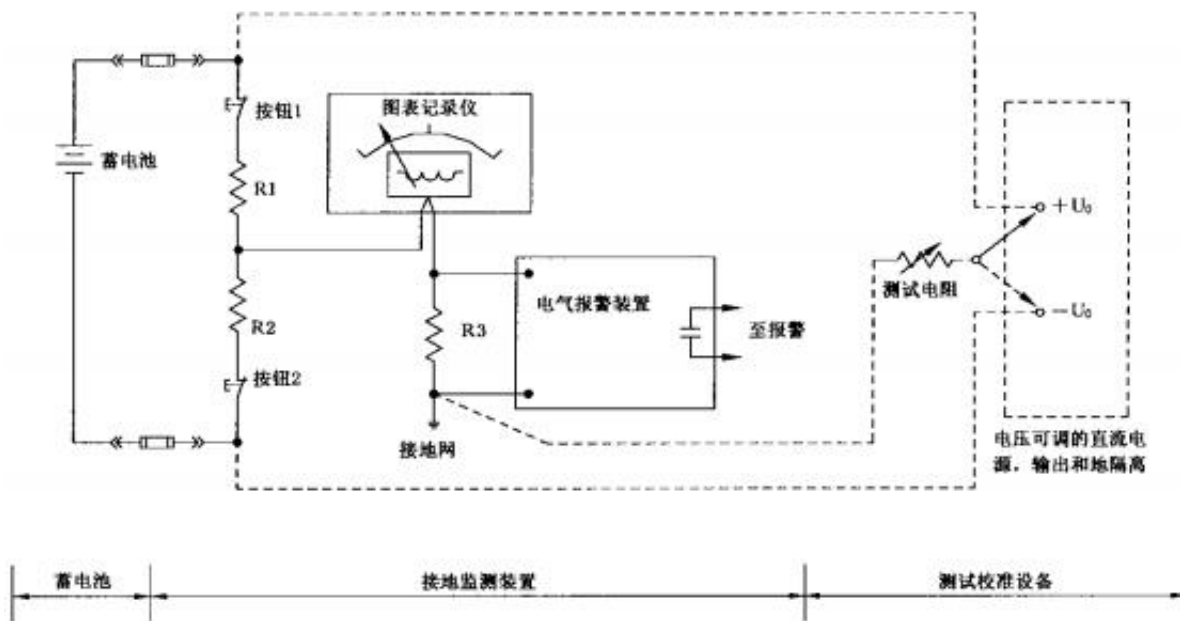 按钮1
图表记录仪
蓄电池
R1
+U₀
测试电阻
电气报警装置
R2
R3
至报警
-U₀
按钮2
接地网
电压可调的直流电
源,输出和地隔离
蓄电池
接地监测装置
测试校准设备